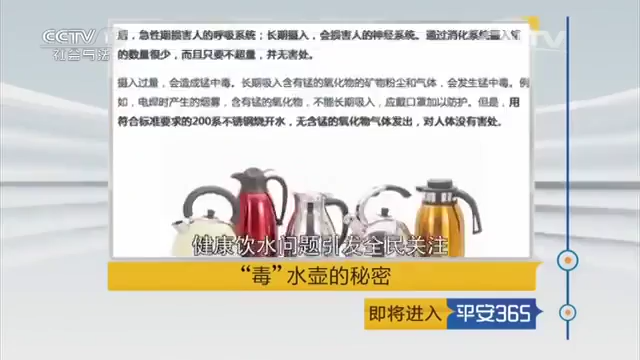 CCTV
社会与法
后，急性期损害人的呼吸系统；长期摄入，会损害人的神经系统。通过消化系统
的数量很少，而且只要不超量，并无害处。
摄入过量，会造成锰中毒。长期吸入含有锰的氧化物的矿物粉尘和气体，会发生锰中毒。例
如，电焊时产生的烟雾，含有锰的氧化物，不能长期吸入，应戴口罩加以防护。但是，用
符合标准要求的200系不锈钢烧开水，无含锰的氧化物气体发出，对人体没有害处。
健康饮水问题引发全民关注
“毒”水壶的秘密
即将进入 平安365